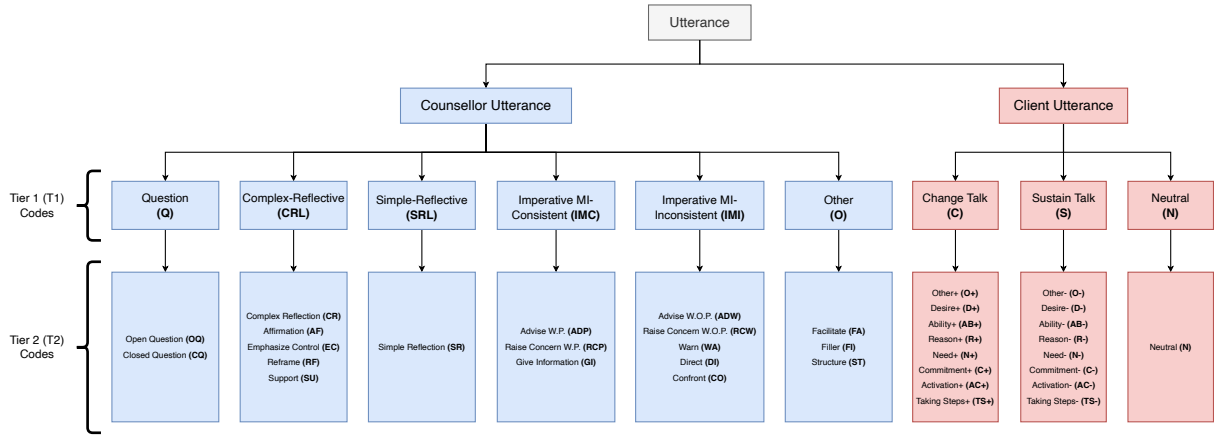 Utterance
Counsellor Utterance
Client Utterance
Tier 1 (T1)
Codes
Question
(Q)
Complex-Reflective
(CRL)
Simple-Reflective
(SRL)
Imperative MI-
Consistent (IMC)
Imperative MI-
Inconsistent (IMI)
Other
(O)
Change Talk
(C)
Sustain Talk
(S)
Neutral
(N)
Tier 2 (T2)
Codes
Open Question (OQ)
Closed Question (CQ)
Complex Reflection (CR)
Affirmation (AF)
Emphasize Control (EC)
Reframe (RF)
Support (SU)
Simple Reflection (SR)
Advise W.P. (ADP)
Raise Concern W.P. (RCP)
Give Information (GI)
Advise W.O.P. (ADW)
Raise Concern W.O.P. (RCW)
Warn (WA)
Direct (DI)
Confront (CO)
Facilitate (FA)
Filler (FI)
Structure (ST)
Other+ (O+)
Desire+ (D+)
Ability+ (AB+)
Reason+ (R+)
Need+ (N+)
Commitment+ (C+)
Activation+ (AC+)
Taking Steps+ (TS+)
Other- (O-)
Desire- (D-)
Ability- (AB-)
Reason- (R-)
Need- (N-)
Commitment- (C-)
Activation- (AC-)
Taking Steps- (TS-)
Neutral (N)